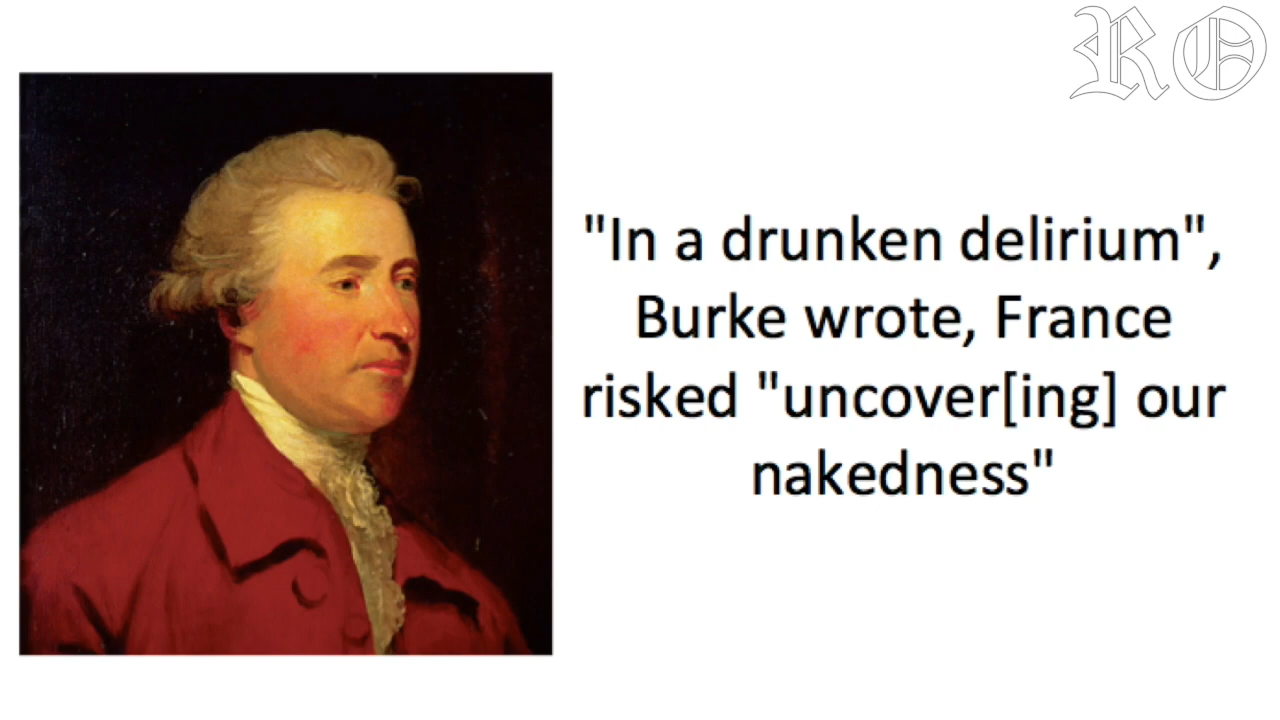 RO
"In a drunken delirium",
Burke wrote, France
risked "uncover[ing] our
nakedness"